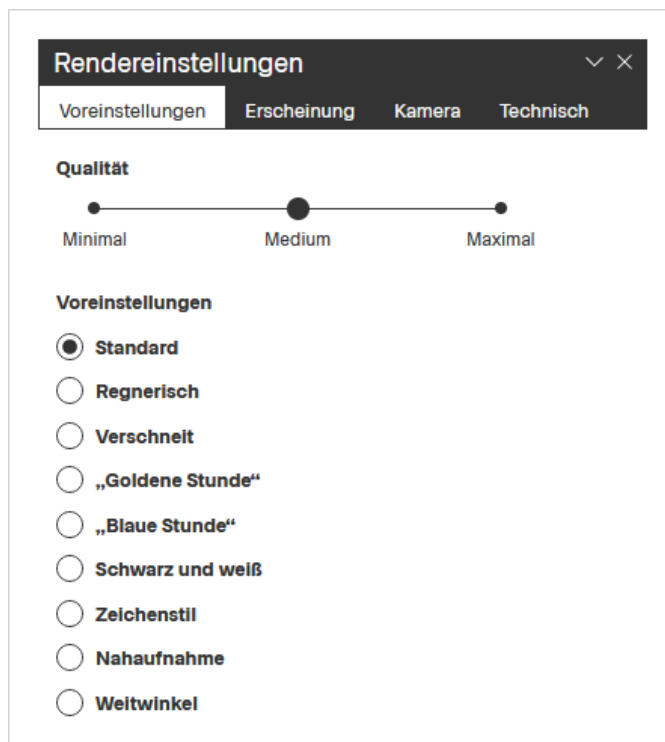 Rendereinstellungen
Voreinstellungen Erscheinung Kamera Technisch
Qualität
Minimal Medium Maximal
Voreinstellungen
Standard
Regnerisch
Verschneit
„Goldene Stunde“
„Blaue Stunde“
Schwarz und weiß
Zeichenstil
Nahaufnahme
Weitwinkel